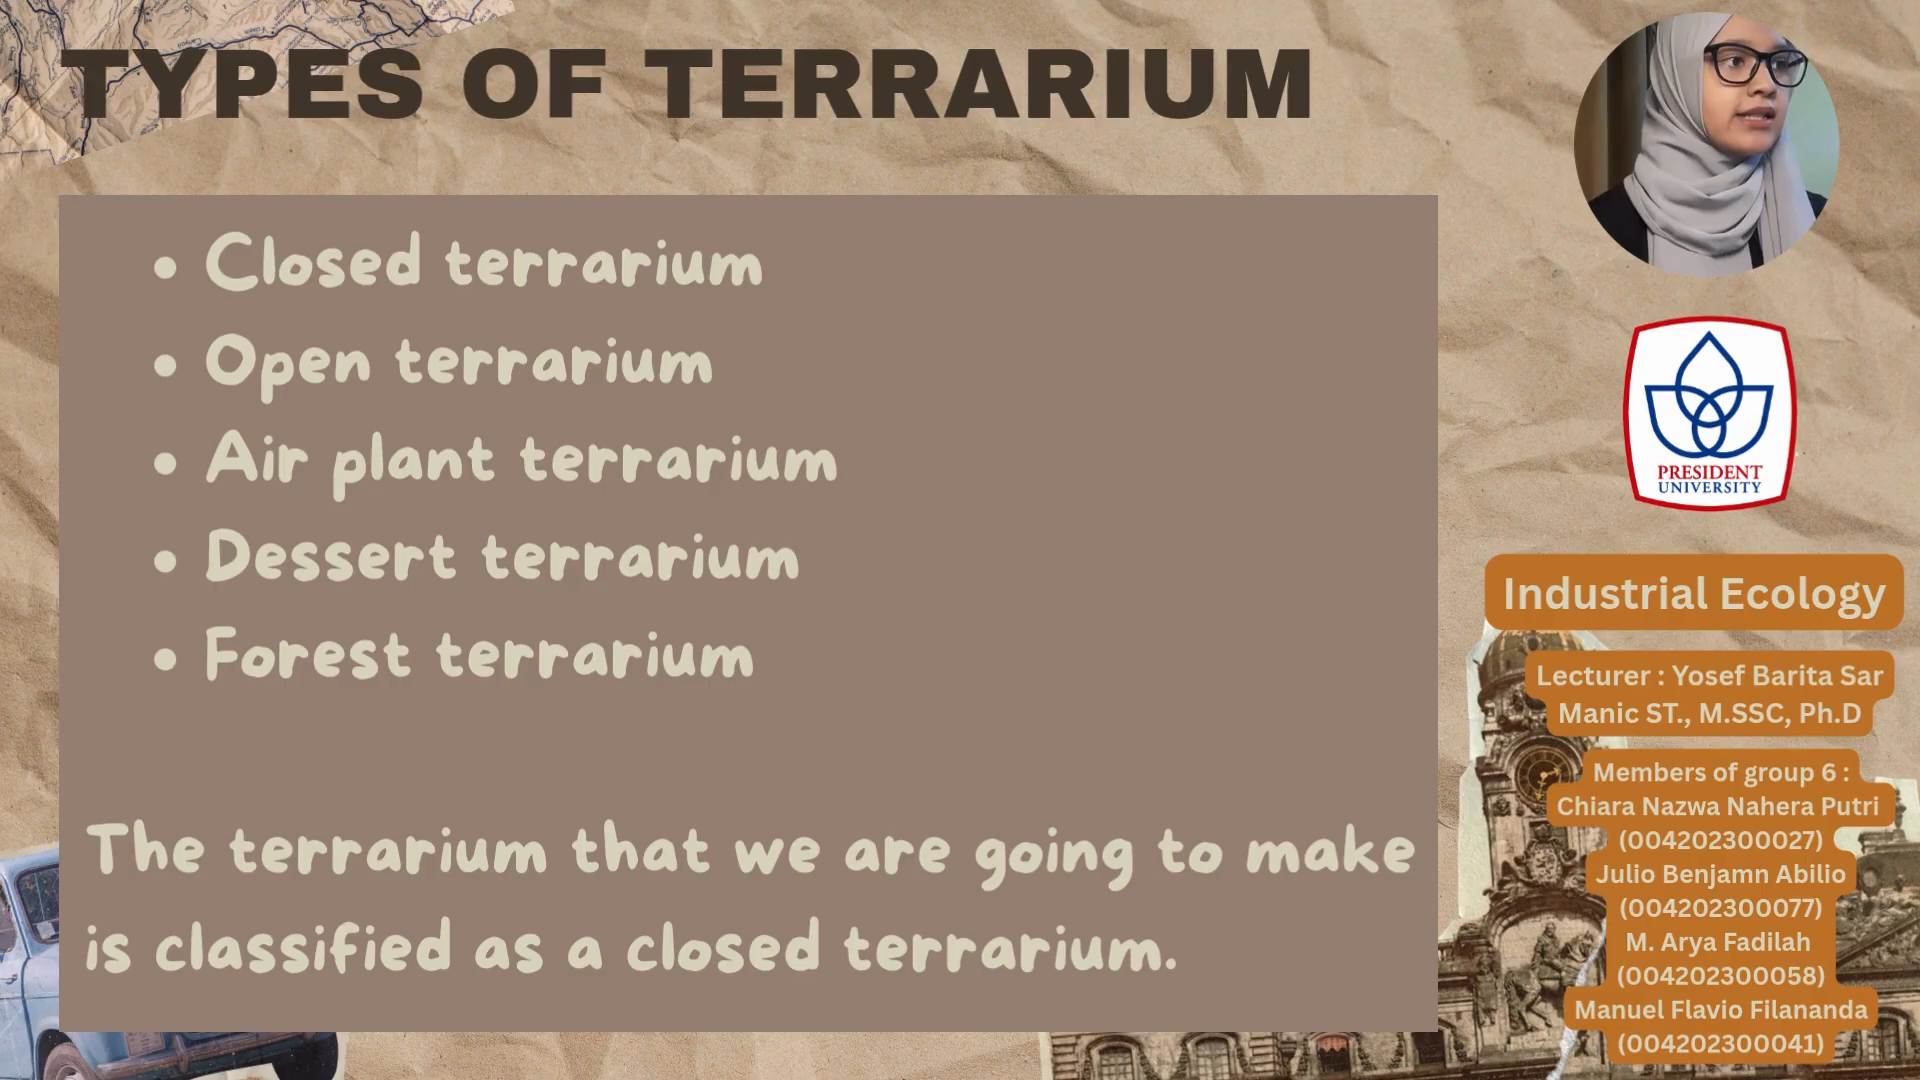 TYPES OF TERRARIUM
Closed terrarium
Open terrarium
Air plant terrarium
Dessert terrarium
Forest terrarium
The terrarium that we are going to make
is classified as a closed terrarium.
PRESIDENT
UNIVERSITY
Industrial Ecology
Lecturer : Yosef Barita Sar
Manic ST., M.SSC, Ph.D
Members of group 6 :
Chiara Nazwa Nahera Putri
(004202300027)
Julio Benjamn Abilio
(004202300077)
M. Arya Fadilah
(004202300058)
Manuel Flavio Filananda
(004202300041)